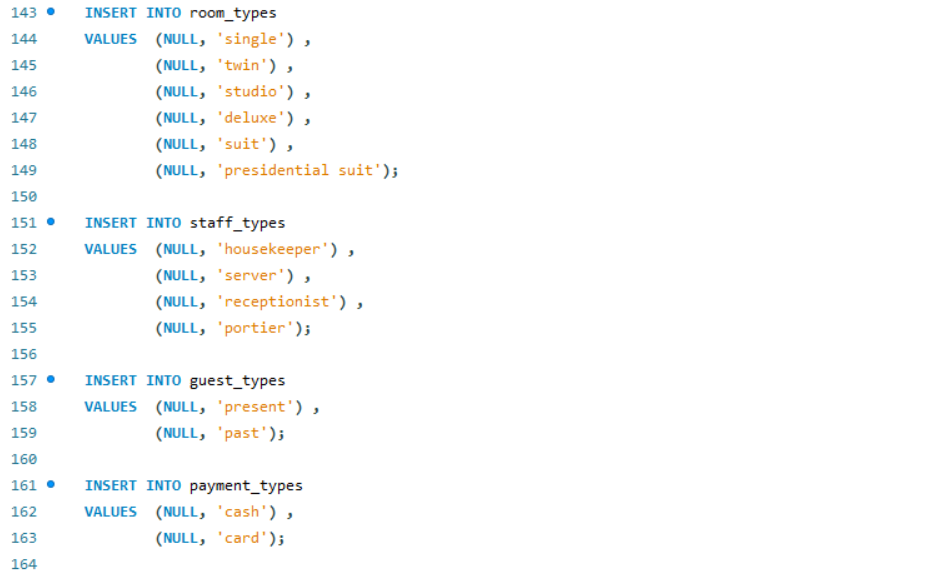 143 INSERT INTO room_types
144 VALUES (NULL, 'single') ,
145 (NULL, 'twin') ,
146 (NULL, 'studio') ,
147 (NULL, 'deluxe') ,
148 (NULL, 'suit') ,
149 (NULL, 'presidential suit');
150
151 INSERT INTO staff_types
152 VALUES (NULL, 'housekeeper') ,
153 (NULL, 'server') ,
154 (NULL, 'receptionist') ,
155 (NULL, 'portier');
156
157 INSERT INTO guest_types
158 VALUES (NULL, 'present') ,
159 (NULL, 'past');
160
161 INSERT INTO payment_types
162 VALUES (NULL, 'cash') ,
163 (NULL, 'card');
164